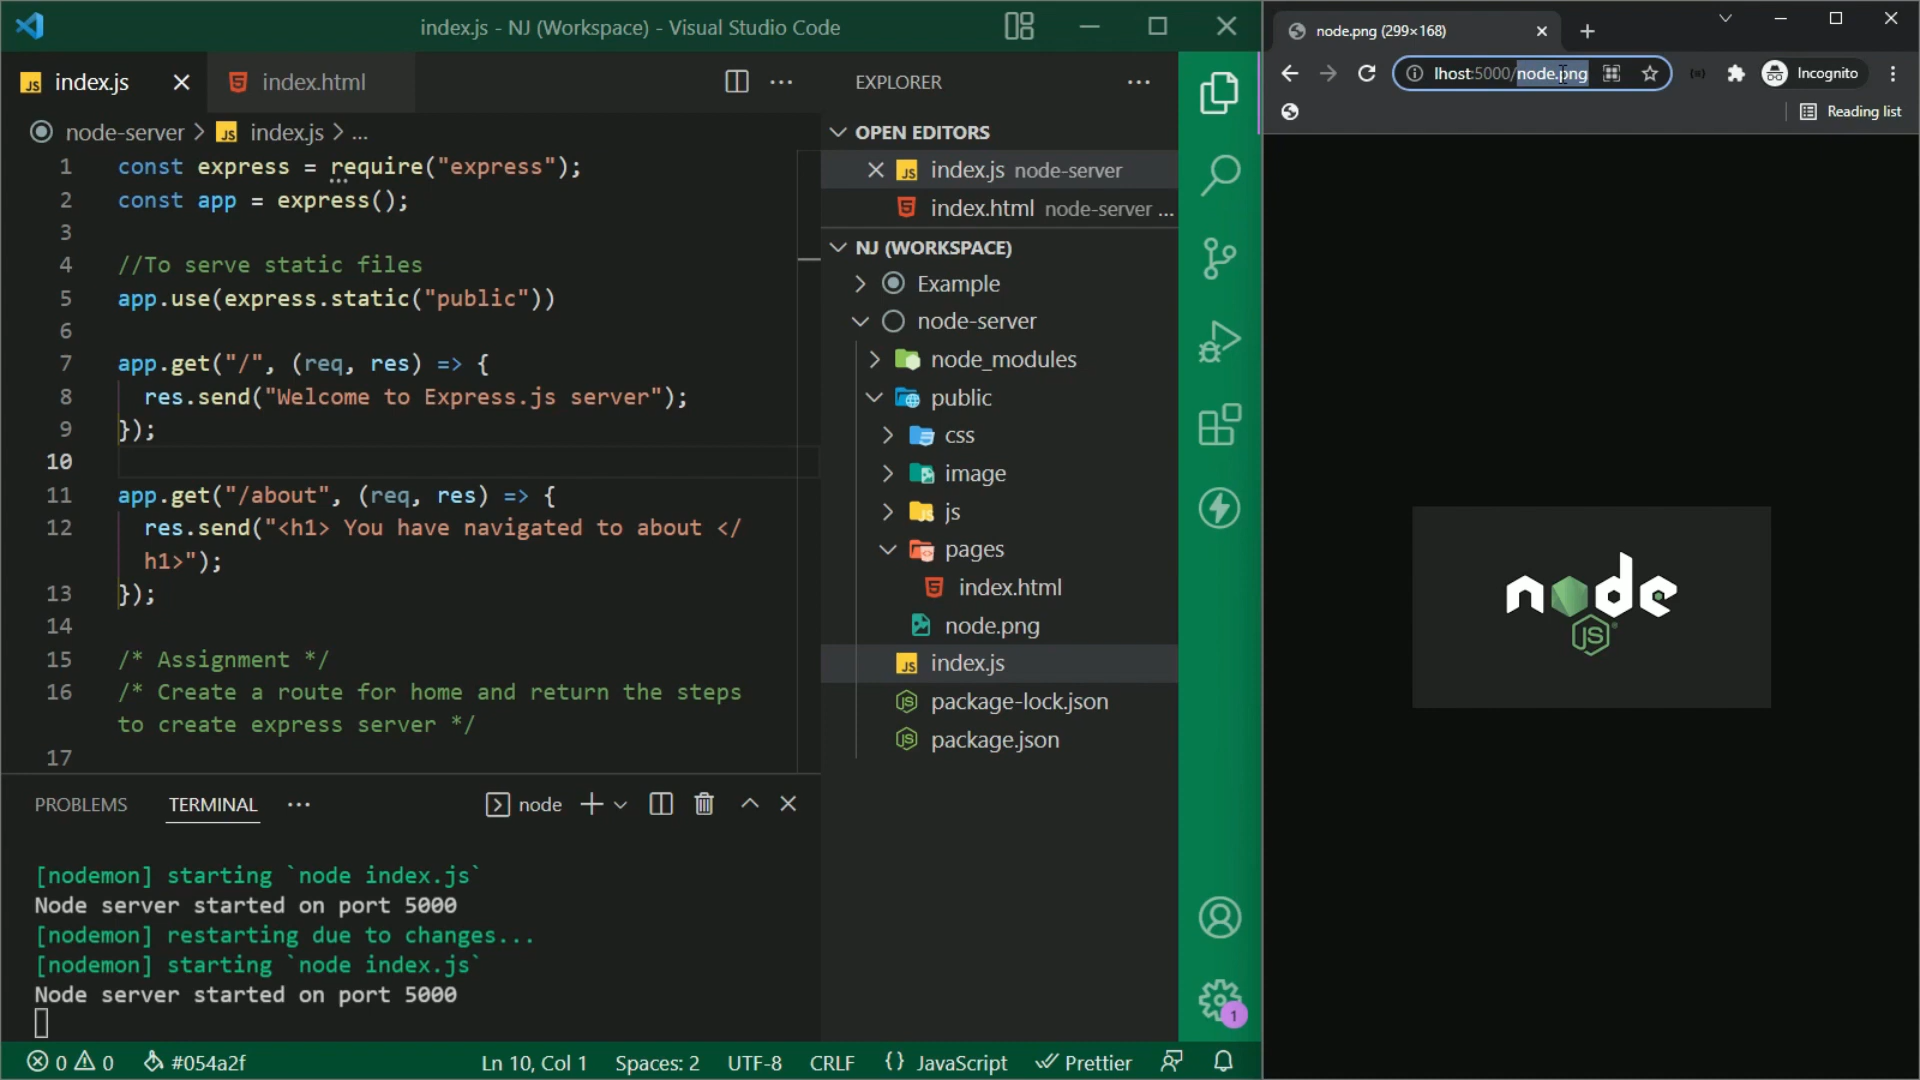 index.js - NJ (Workspace) - Visual Studio Code
index.js
index.html
node-server > index.js > ...
1 const express = require("express");
2 const app = express();
3
4 //To serve static files
5 app.use(express.static("public"))
6
7 app.get("/", (req, res) => {
8 res.send("Welcome to Express.js server");
9 });
10
11 app.get("/about", (req, res) => {
12 res.send("<h1> You have navigated to about </
h1>");
13 });
14
15 /* Assignment */
16 /* Create a route for home and return the steps
to create express server */
17
PROBLEMS TERMINAL ... node
[nodemon] starting `node index.js`
Node server started on port 5000
[nodemon] restarting due to changes...
[nodemon] starting `node index.js`
Node server started on port 5000
0 0 #054a2f Ln 10, Col 1 Spaces: 2 UTF-8 CRLF {} JavaScript Prettier
EXPLORER ...
OPEN EDITORS
index.js node-server
index.html node-server ...
NJ (WORKSPACE)
Example
node-server
node_modules
public
css
image
js
pages
index.html
node.png
index.js
package-lock.json
package.json
1
node.png (299×168)
lhost:5000/node.png
Incognito
Reading list
node
JS